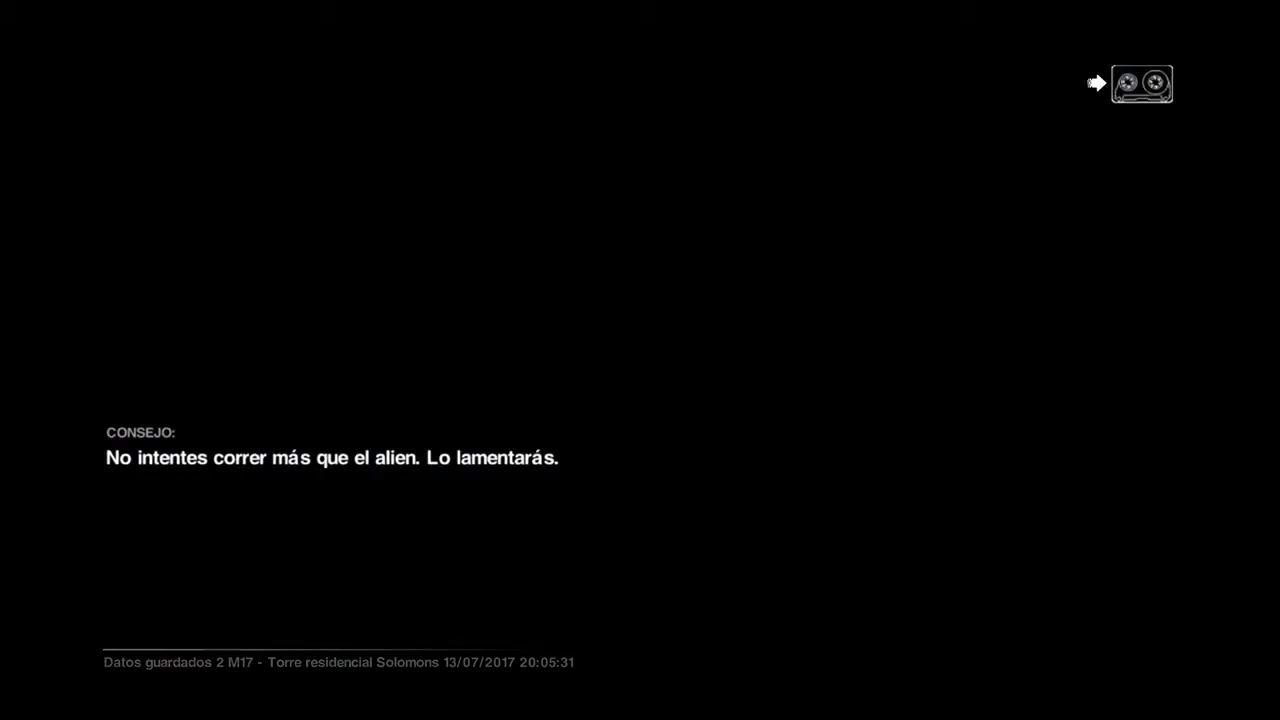 CONSEJO:
No intentes correr más que el alien. Lo lamentarás.
Datos guardados 2 M17 - Torre residencial Solomons 13/07/2017 20:05:31